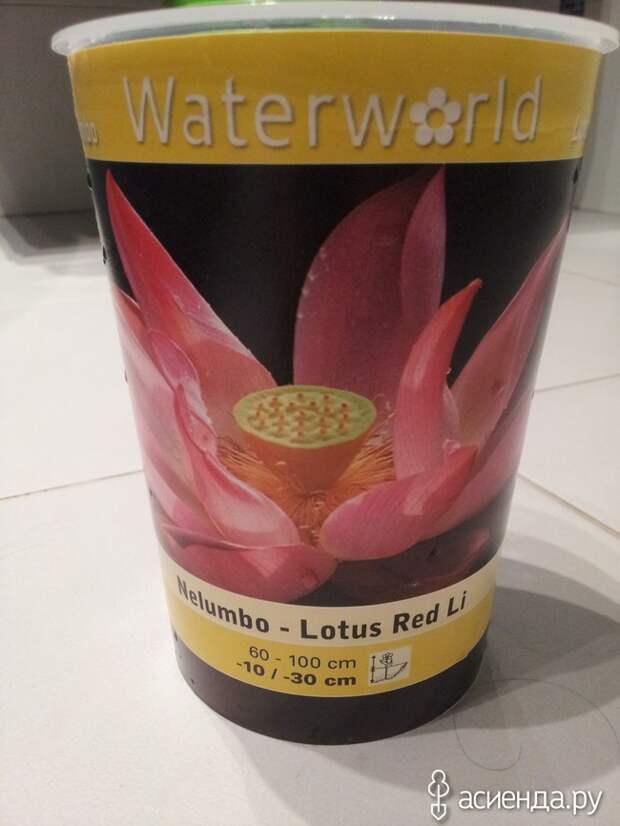 Waterworld
Nelumbo - Lotus Red Li
60 - 100 cm
-10 / -30 cm
асиенда.ру